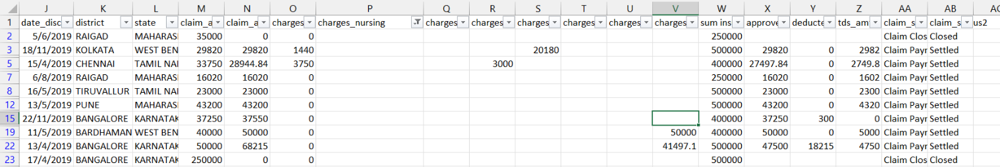 J K L M N O P Q R S T U V W X Y Z AA AB AC
1 date_disc district state claim_a claim_a charges charges_nursing charges charges charges charges charges charges sum ins approve deducte tds_am claim_s claim_s us2
2 5/6/2019 RAIGAD MAHARAS 35000 0 0 250000 Claim Clos Closed
3 18/11/2019 KOLKATA WEST BEN 29820 29820 1440 20180 500000 29820 0 2982 Claim Payr Settled
5 15/4/2019 CHENNAI TAMIL NAI 33750 28944.84 3750 3000 400000 27497.84 0 2749.8 Claim Payr Settled
7 6/8/2019 RAIGAD MAHARAS 16020 16020 0 250000 16020 0 1602 Claim Payr Settled
8 16/5/2019 TIRUVALLUR TAMIL NAI 23000 23000 0 500000 23000 0 2300 Claim Payr Settled
12 13/5/2019 PUNE MAHARAS 43200 43200 0 500000 43200 0 4320 Claim Payr Settled
15 22/11/2019 BANGALORE KARNATAK 37250 37550 0 400000 37250 300 0 Claim Payr Settled
19 11/5/2019 BARDHAMAN WEST BEN 40000 50000 0 50000 400000 50000 0 5000 Claim Payr Settled
22 13/4/2019 BANGALORE KARNATAK 50000 68215 0 41497.1 500000 47500 18215 4750 Claim Payr Settled
23 17/4/2019 BANGALORE KARNATAK 250000 0 0 500000 Claim Clos Closed